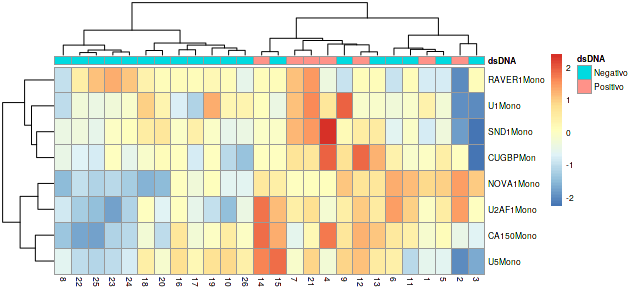 dsDNA
RAVER1Mono
U1Mono
SND1Mono
CUGBPMon
NOVA1Mono
U2AF1Mono
CA150Mono
U5Mono
8 22 25 23 24 18 20 16 17 19 10 26 14 15 7 21 4 9 12 13 6 11 1 5 2 3
2
1
0
-1
-2
dsDNA
Negativo
Positivo